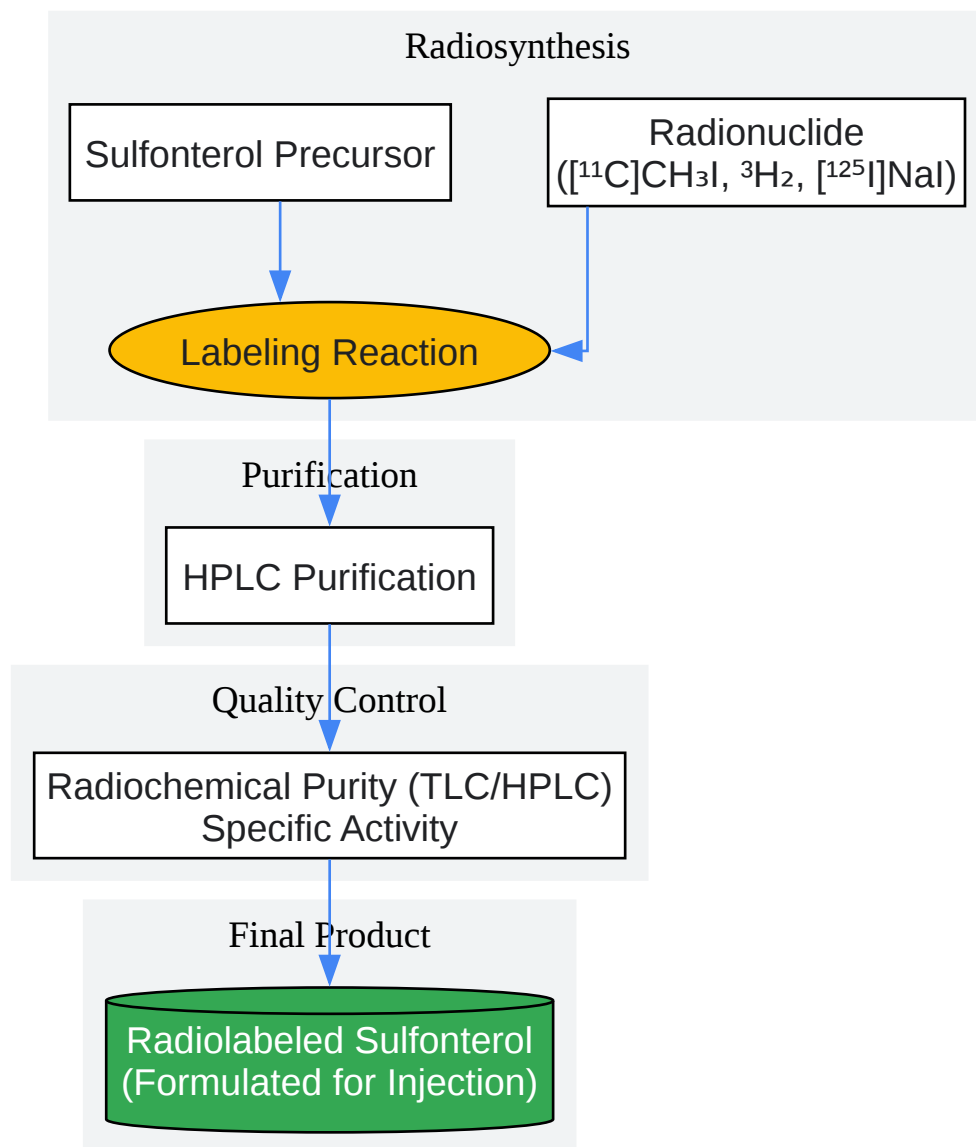 Radiosynthesis
Sulfonterol Precursor
Radionuclide
([¹¹C]CH₃I, ³H₂, [¹²⁵I]NaI)
Labeling Reaction
Purification
HPLC Purification
Quality Control
Radiochemical Purity (TLC/HPLC)
Specific Activity
Final Product
Radiolabeled Sulfonterol
(Formulated for Injection)